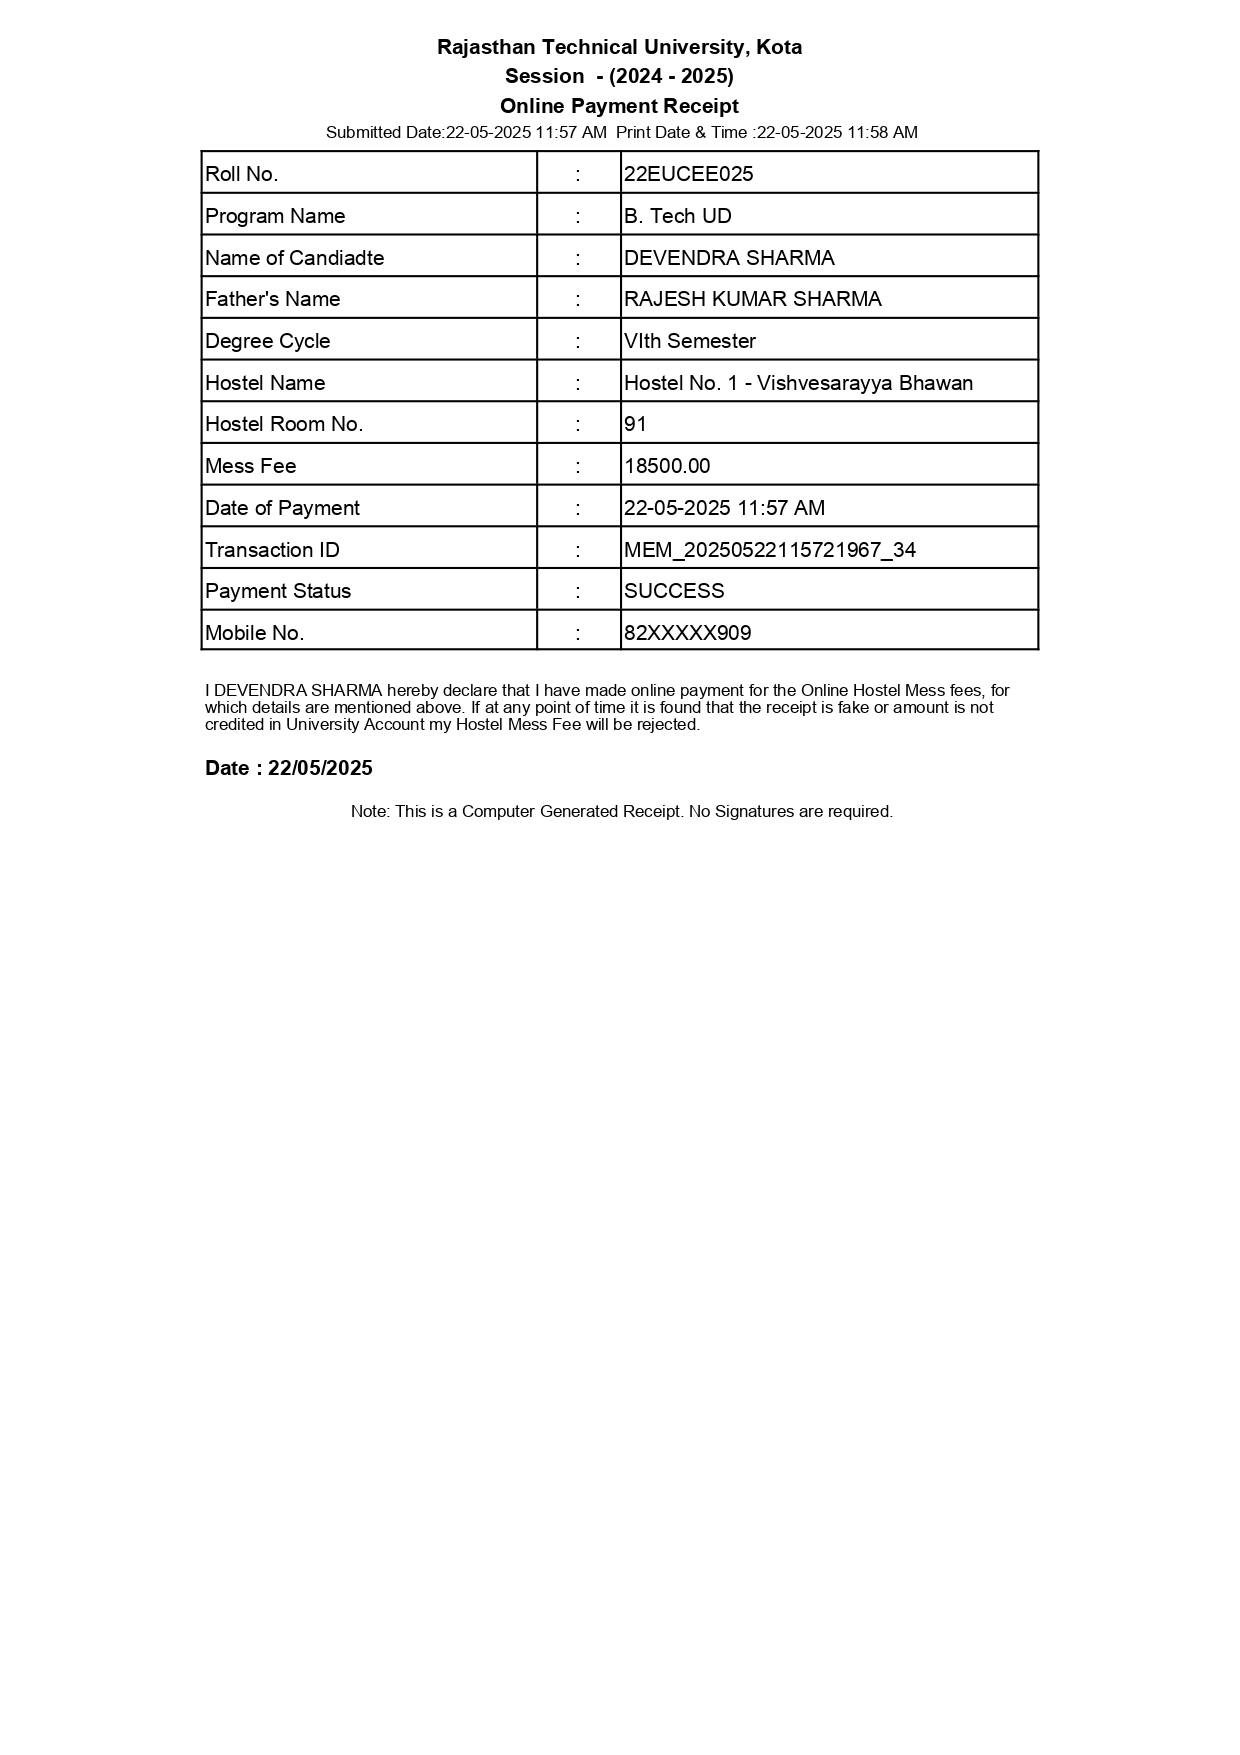 Rajasthan Technical University, Kota
Session - (2024 - 2025)
Online Payment Receipt
Submitted Date:22-05-2025 11:57 AM Print Date & Time :22-05-2025 11:58 AM
Roll No. : 22EUCEE025
Program Name : B. Tech UD
Name of Candiadte : DEVENDRA SHARMA
Father's Name : RAJESH KUMAR SHARMA
Degree Cycle : VIth Semester
Hostel Name : Hostel No. 1 - Vishvesarayya Bhawan
Hostel Room No. : 91
Mess Fee : 18500.00
Date of Payment : 22-05-2025 11:57 AM
Transaction ID : MEM_20250522115721967_34
Payment Status : SUCCESS
Mobile No. : 82XXXXX909
I DEVENDRA SHARMA hereby declare that I have made online payment for the Online Hostel Mess fees, for
which details are mentioned above. If at any point of time it is found that the receipt is fake or amount is not
credited in University Account my Hostel Mess Fee will be rejected.
Date : 22/05/2025
Note: This is a Computer Generated Receipt. No Signatures are required.